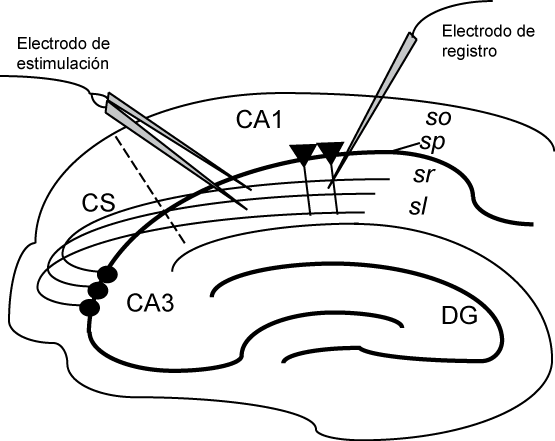 Electrodo de
estimulación
Electrodo de
registro
CA1
so
sp
sr
sl
CS
CA3
DG